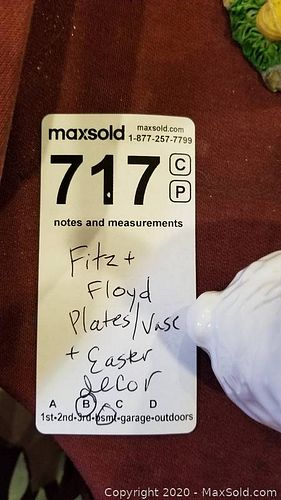 maxsold maxsold.com
1-877-257-7799
717 C
P
notes and measurements
Fitz +
Floyd
Plates/Vase
+ Easter
decor
A B C D
1st-2nd-3rd-bsmt-garage-outdoors
Copyright © 2020 - MaxSold.com